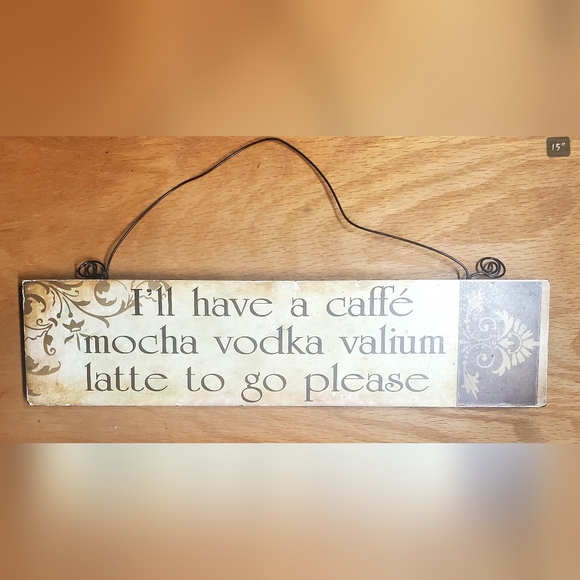 15"
I'll have a caffé
mocha vodka valium
latte to go please